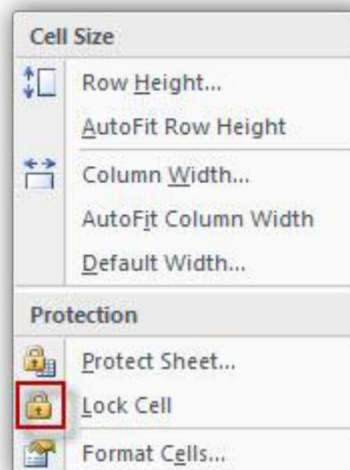 Cell Size
Row Height...
AutoFit Row Height
Column Width...
AutoFit Column Width
Default Width...
Protection
Protect Sheet...
Lock Cell
Format Cells...